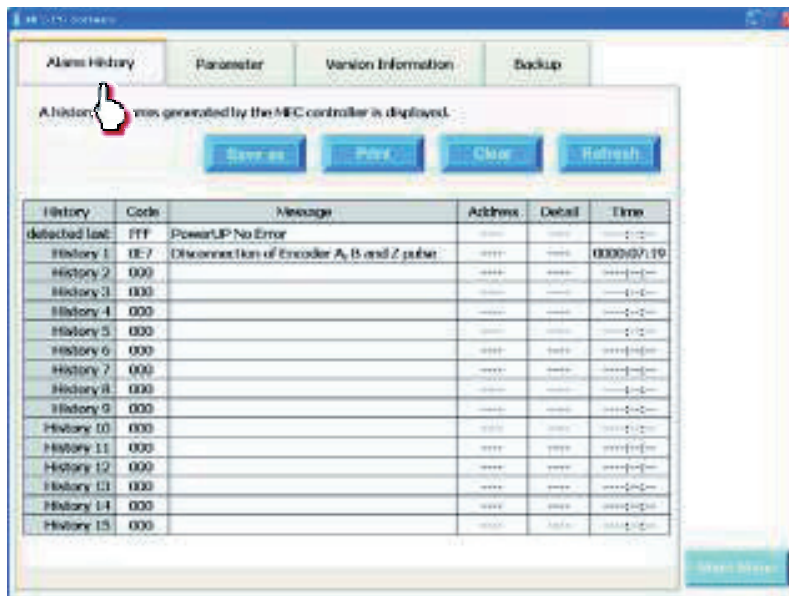 Alarm History Parameter Version Information Backup
generated by the MFC controller is displayed.
Save as Print Clear Refresh
History Code Message Address Detail Time
detected last FFF PowerUP No Error ---- ---- ----:--:--
History 1 0E7 Disconnection of Encoder A, B and Z pulse ---- ---- 0000:07:19
History 2 000 ---- ---- ----:--:--
History 3 000 ---- ---- ----:--:--
History 4 000 ---- ---- ----:--:--
History 5 000 ---- ---- ----:--:--
History 6 000 ---- ---- ----:--:--
History 7 000 ---- ---- ----:--:--
History 8 000 ---- ---- ----:--:--
History 9 000 ---- ---- ----:--:--
History 10 000 ---- ---- ----:--:--
History 11 000 ---- ---- ----:--:--
History 12 000 ---- ---- ----:--:--
History 13 000 ---- ---- ----:--:--
History 14 000 ---- ---- ----:--:--
History 15 000 ---- ---- ----:--:--
Main Menu